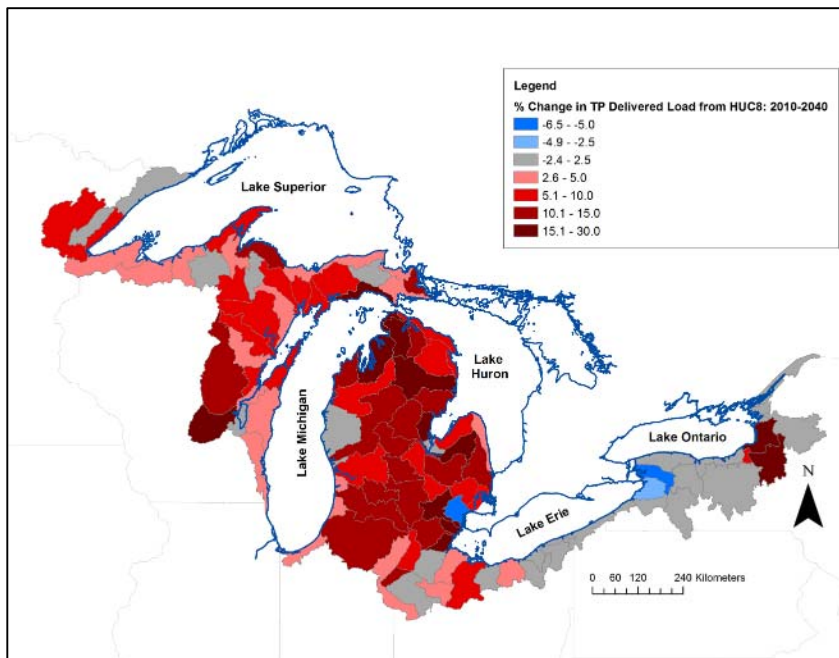 Legend
% Change in TP Delivered Load from HUC8: 2010-2040
-6.5 - -5.0
-4.9 - -2.5
-2.4 - 2.5
2.6 - 5.0
5.1 - 10.0
10.1 - 15.0
15.1 - 30.0
Lake Superior
Lake
Huron
Lake Michigan
Lake Ontario
Lake Erie
N
0 60 120 240 Kilometers